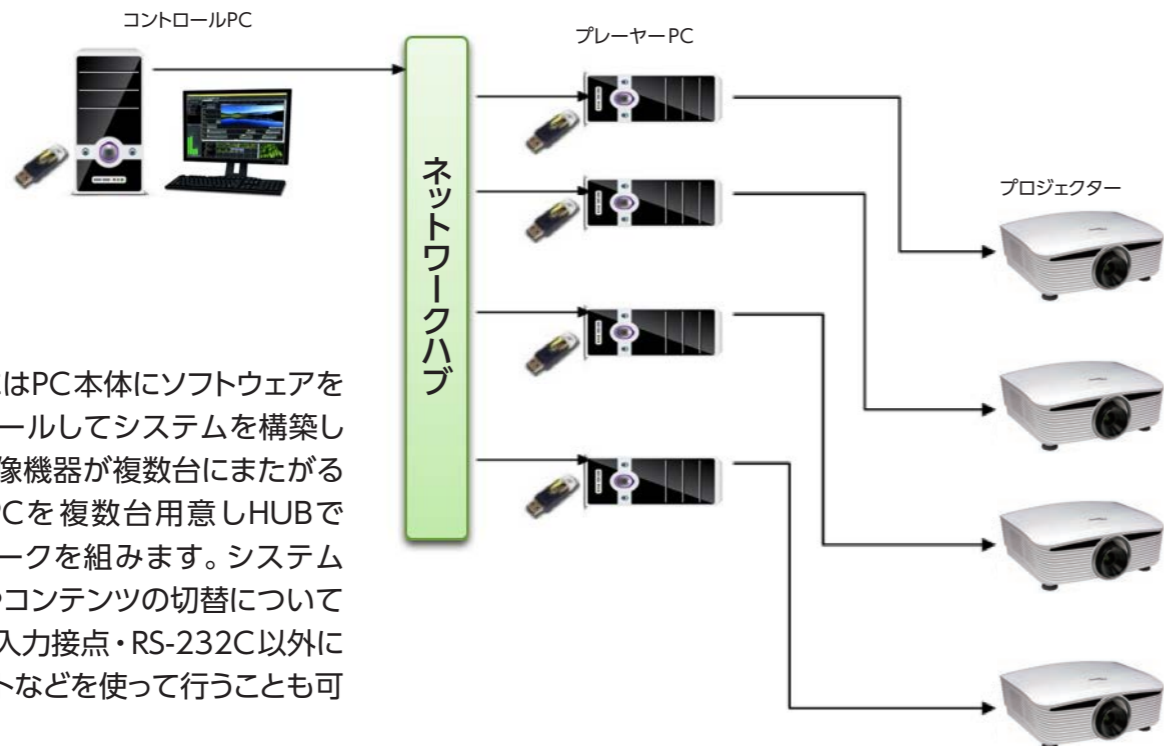 コントロールPC
プレーヤーPC
ネットワークハブ
プロジェクター
はPC本体にソフトウェアを
ールしてシステムを構築し
像機器が複数台にまたがる
PCを複数台用意しHUBで
ークを組みます。システム
コンテンツの切替について
入力接点・RS-232C以外に
トなどを使って行うことも可